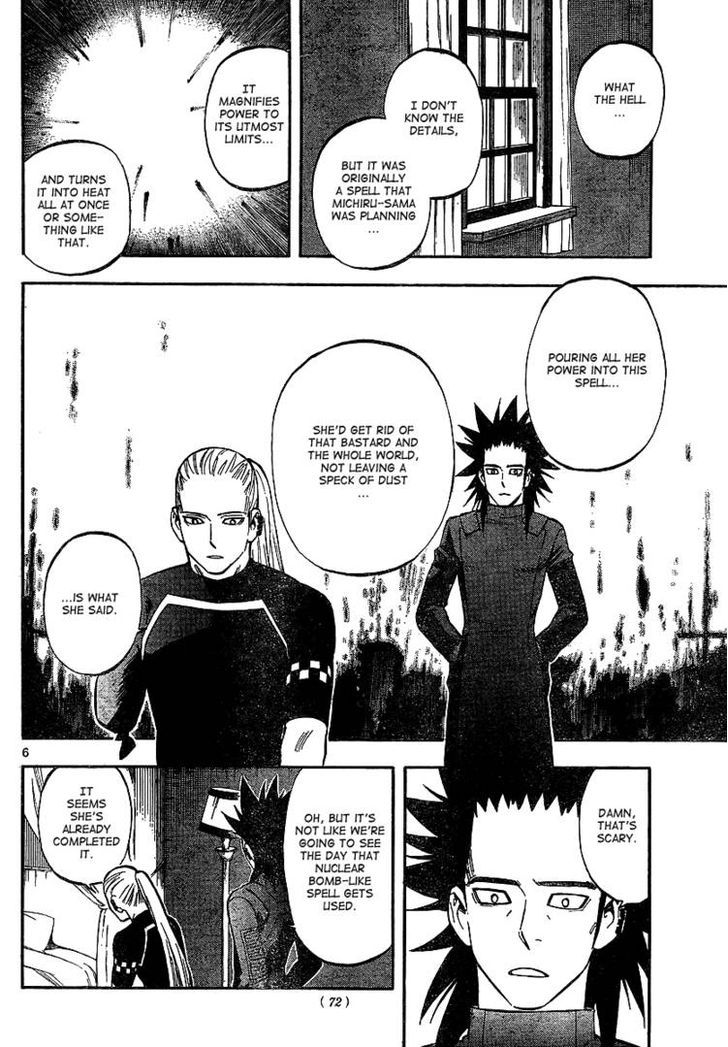 WHAT
THE HELL
...
I DON'T
KNOW THE
DETAILS,
BUT IT WAS
ORIGINALLY
A SPELL THAT
MICHIRU-SAMA
WAS PLANNING
...
IT
MAGNIFIES
POWER TO
ITS UTMOST
LIMITS...
AND TURNS
IT INTO HEAT
ALL AT ONCE
OR SOME-
THING LIKE
THAT.
POURING ALL HER
POWER INTO THIS
SPELL...
SHE'D GET RID OF
THAT BASTARD AND
THE WHOLE WORLD,
NOT LEAVING A
SPECK OF DUST
...
...IS WHAT
SHE SAID.
6
DAMN,
THAT'S
SCARY.
OH, BUT IT'S
NOT LIKE WE'RE
GOING TO SEE
THE DAY THAT
NUCLEAR
BOMB-LIKE
SPELL GETS
USED.
IT
SEEMS
SHE'S
ALREADY
COMPLETED
IT.
( 72 )